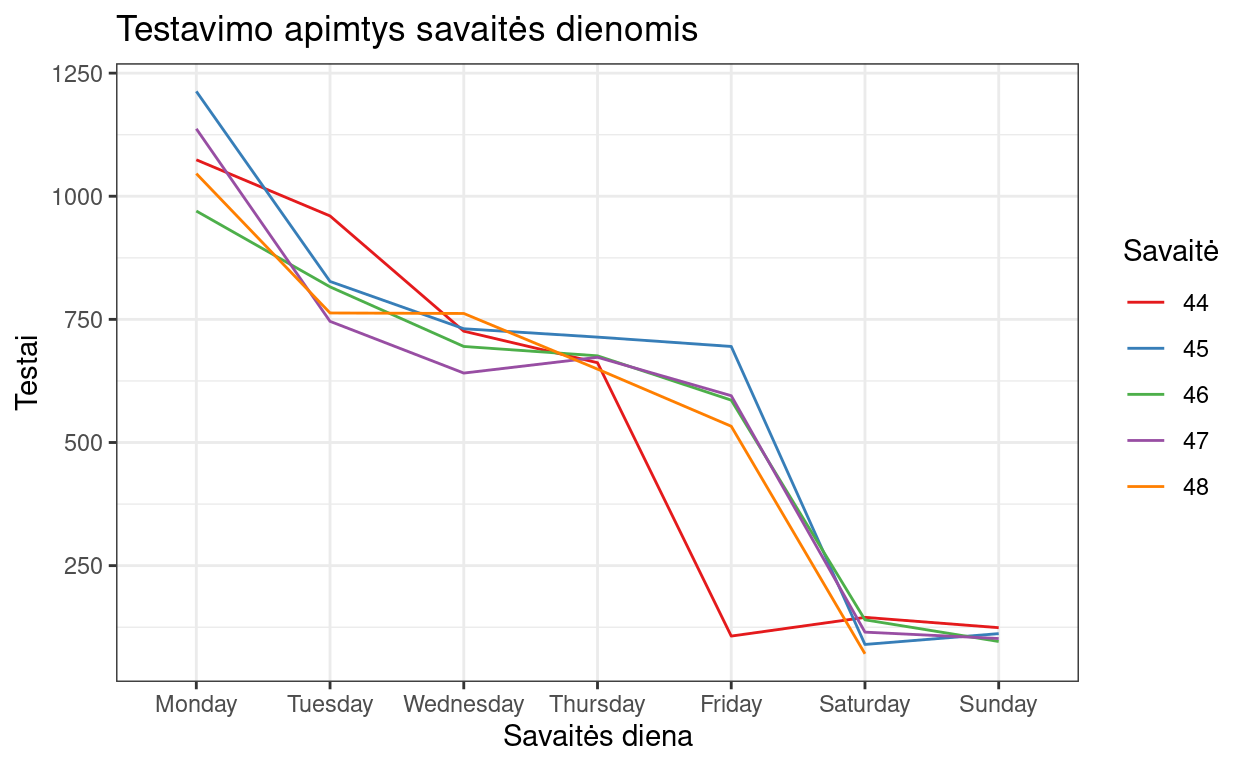 Testavimo apimtys savaitės dienomis
Testai
1250
1000
750
500
250
Monday Tuesday Wednesday Thursday Friday Saturday Sunday
Savaitės diena
Savaitė
44
45
46
47
48